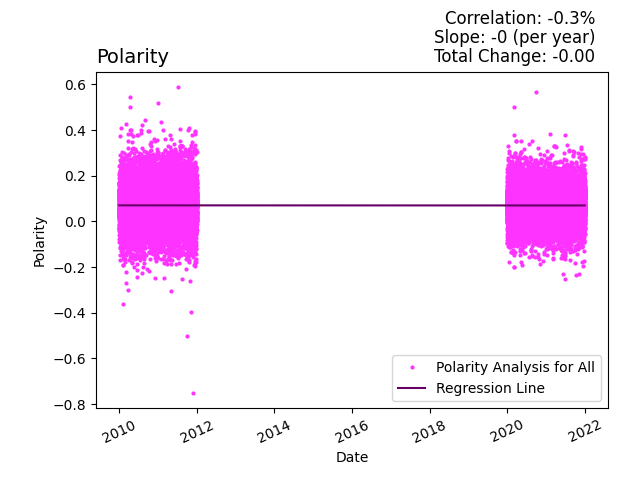 Correlation: -0.3%
Slope: -0 (per year)
Total Change: -0.00
Polarity
0.6
0.4
0.2
0.0
−0.2
−0.4
−0.6
−0.8
Polarity
Polarity Analysis for All
Regression Line
2010
2012
2014
2016
2018
2020
2022
Date